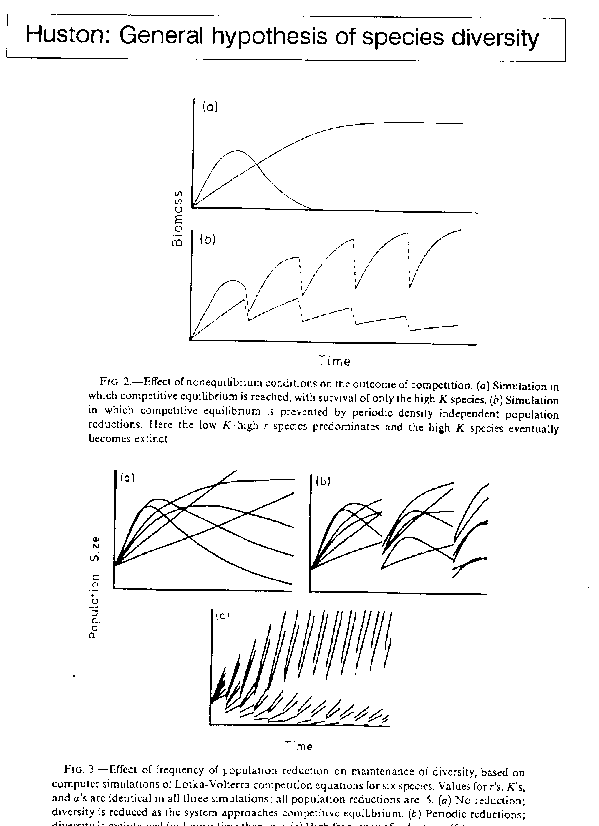 Huston: General hypothesis of species diversity
(a)
(b)
Biomass
Time
FIG. 2.—Effect of nonequilibrium conditions on the outcome of competition. (a) Simulation in
which competitive equilibrium is reached, with survival of only the high K species. (b) Simulation
in which competitive equilibrium is prevented by periodic density independent population
reductions. Here the low K-high r species predominates and the high K species eventually
becomes extinct
(a)
(b)
Population Size
(c)
Time
FIG. 3.—Effect of frequency of population reduction on maintenance of diversity, based on
computer simulations of Lotka-Volterra competition equations for six species. Values for r's, K's,
and α's are identical in all three simulations; all population reductions are .5. (a) No reduction;
diversity is reduced as the system approaches competitive equilibrium. (b) Periodic reductions;